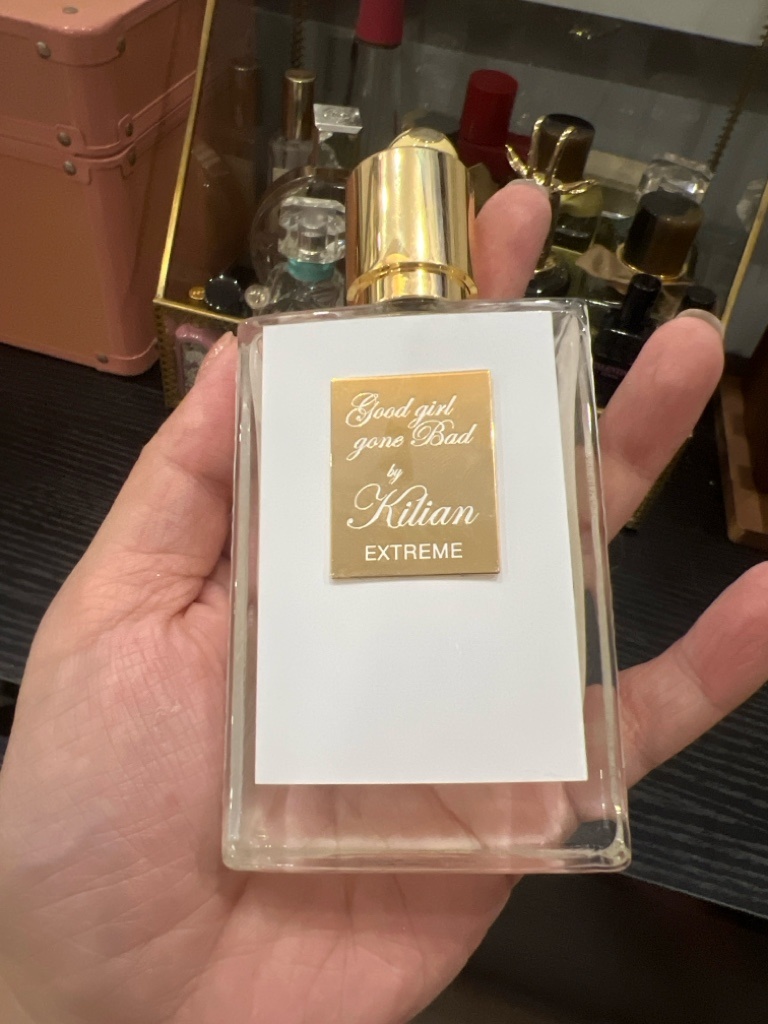 Good girl
gone Bad
by
Kilian
EXTREME